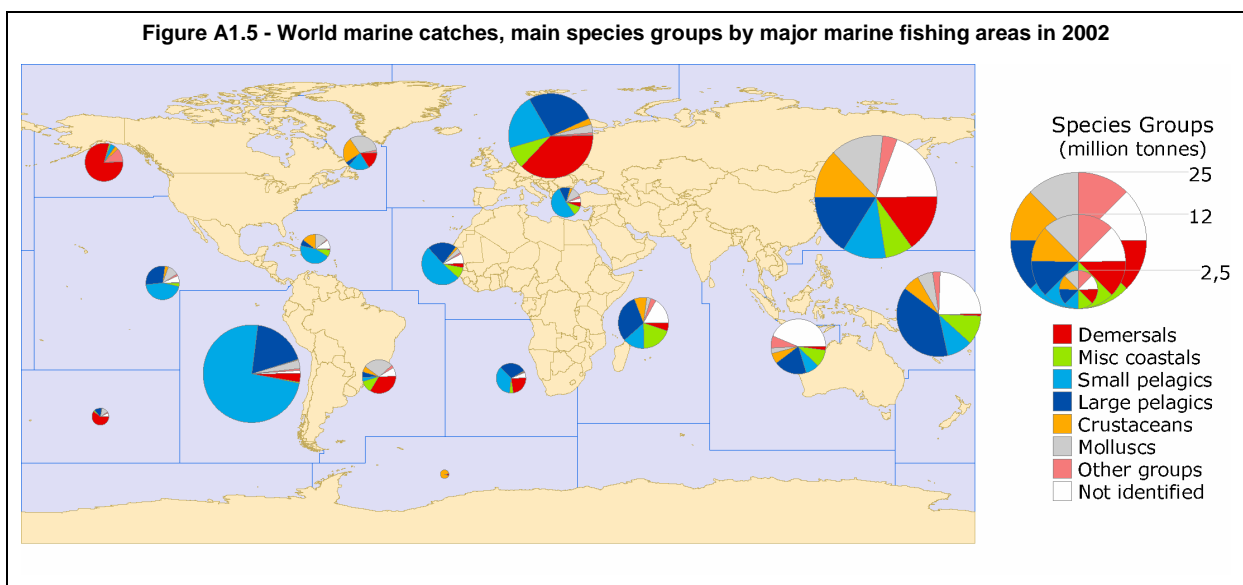 Figure A1.5 - World marine catches, main species groups by major marine fishing areas in 2002
Species Groups
(million tonnes)
25
12
2,5
Demersals
Misc coastals
Small pelagics
Large pelagics
Crustaceans
Molluscs
Other groups
Not identified